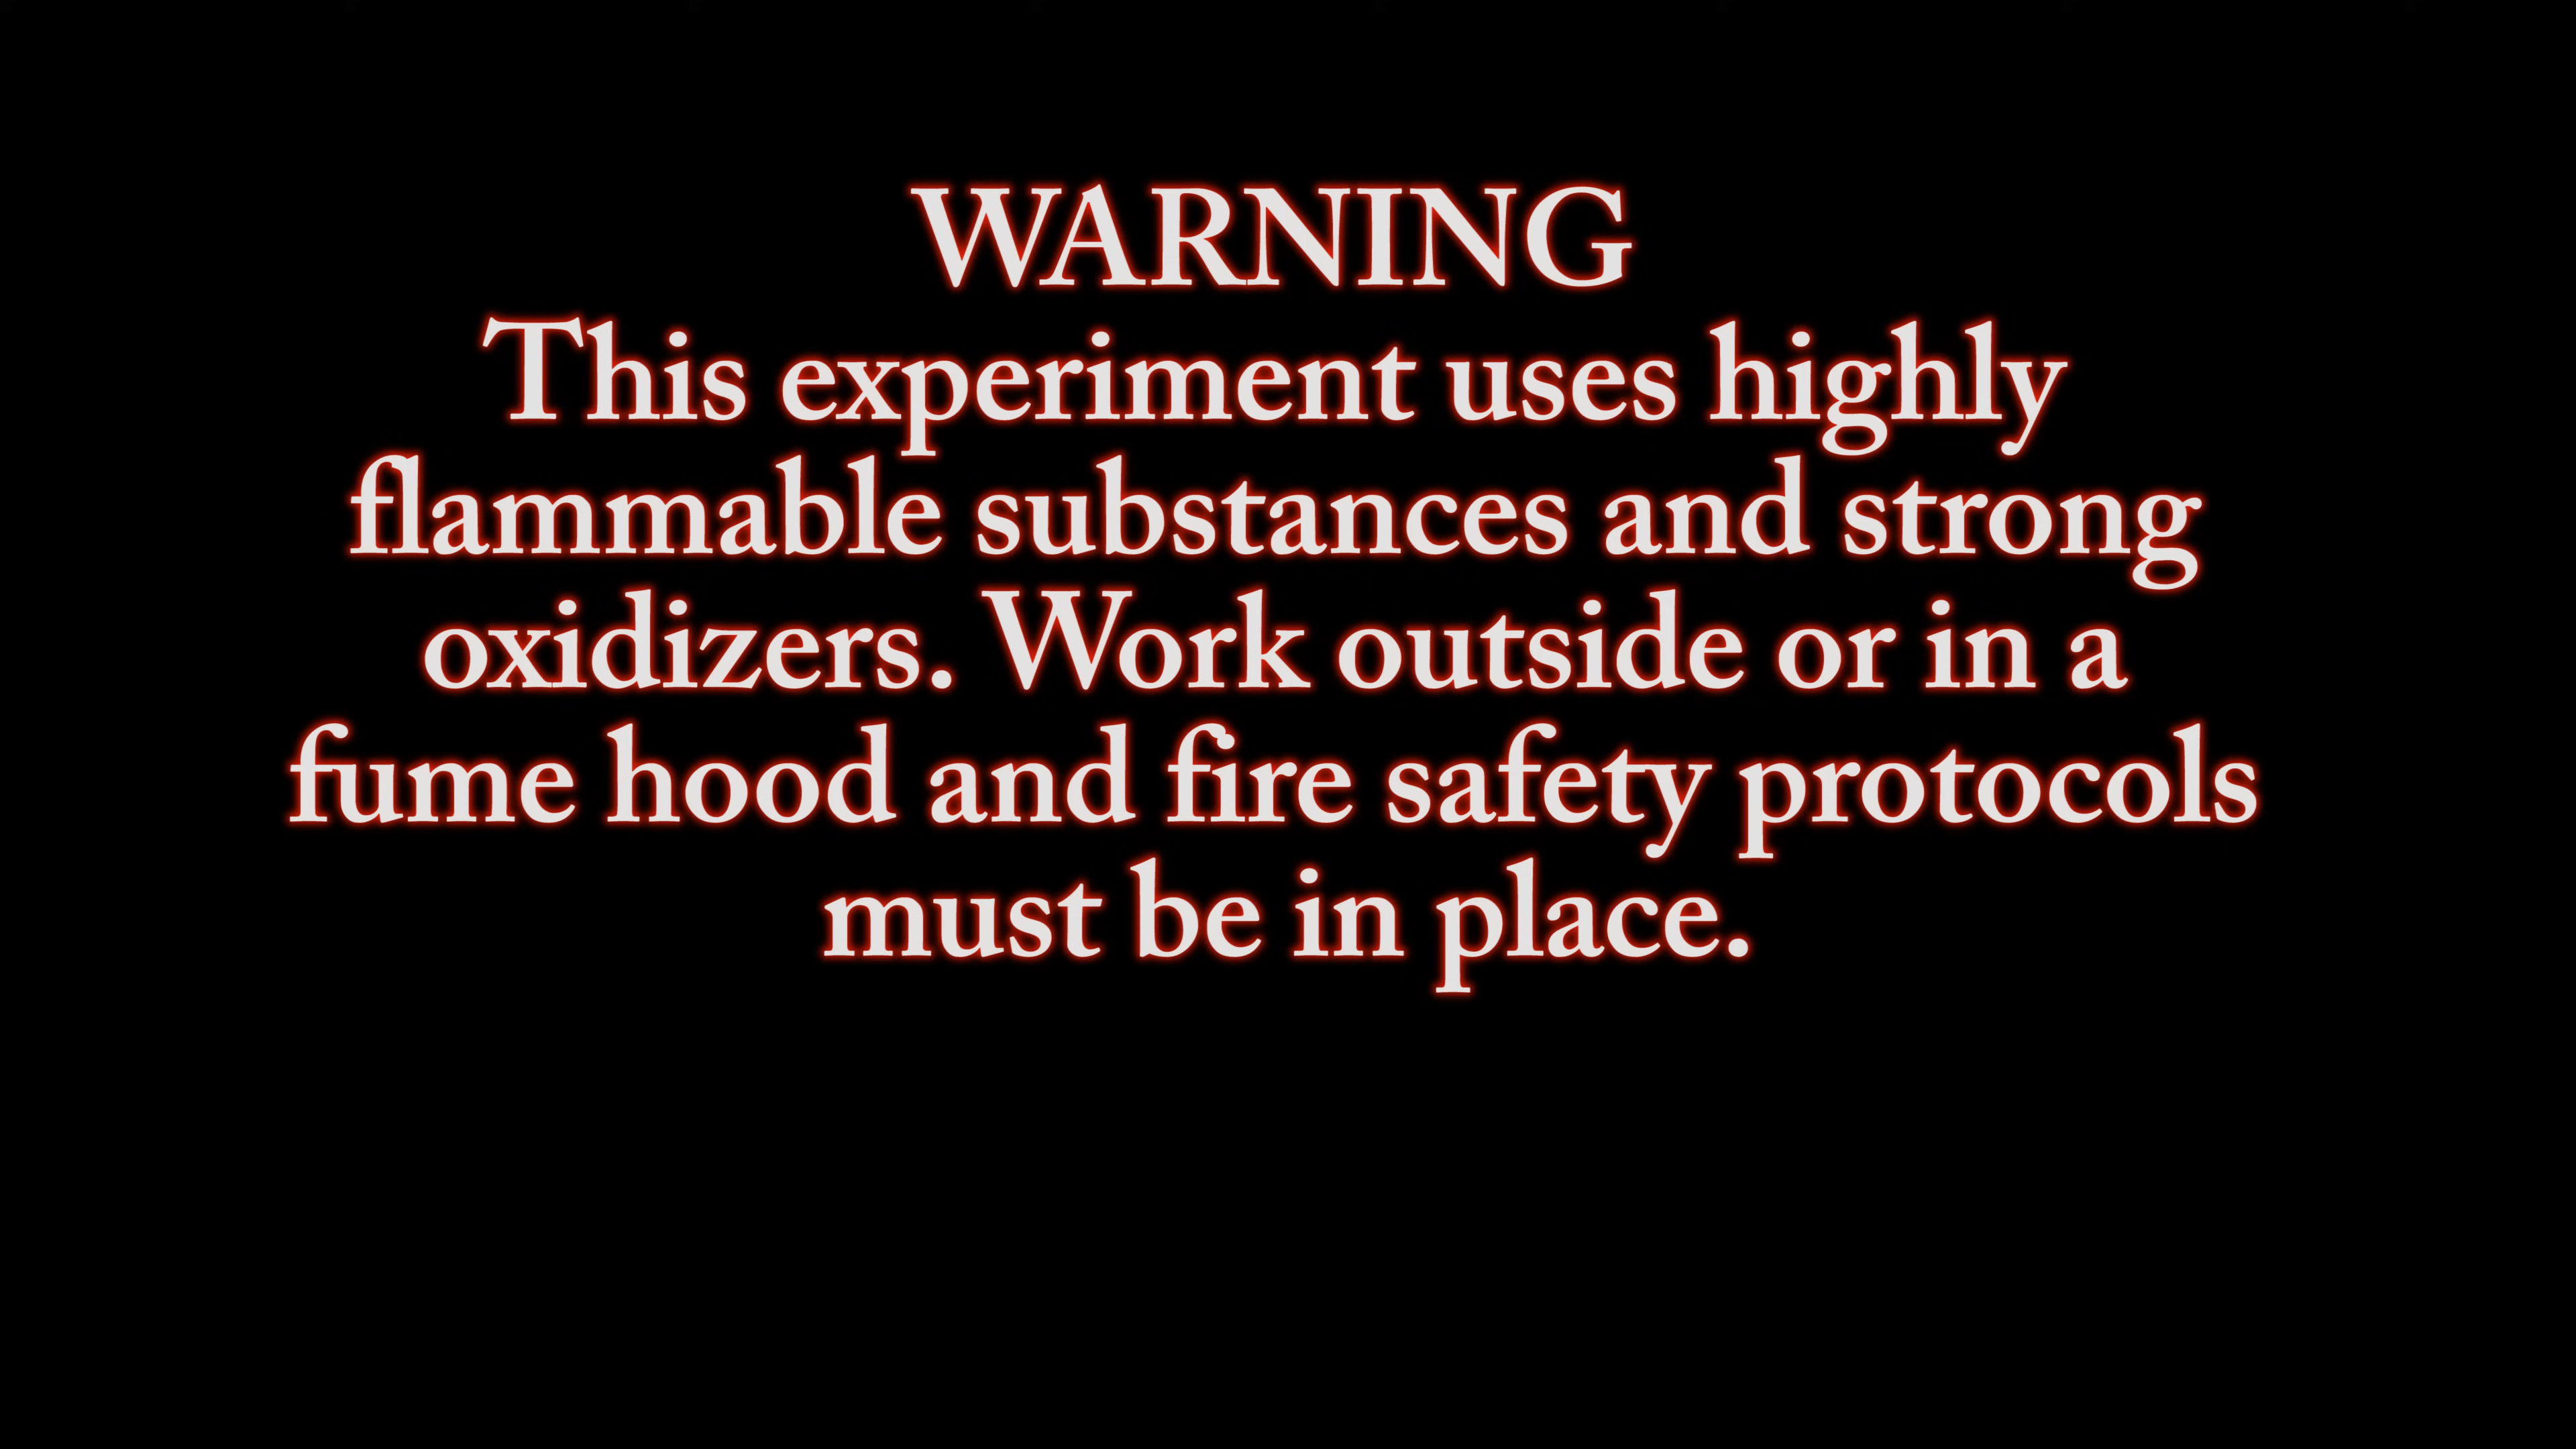 WARNING
This experiment uses highly
flammable substances and strong
oxidizers. Work outside or in a
fume hood and fire safety protocols
must be in place.